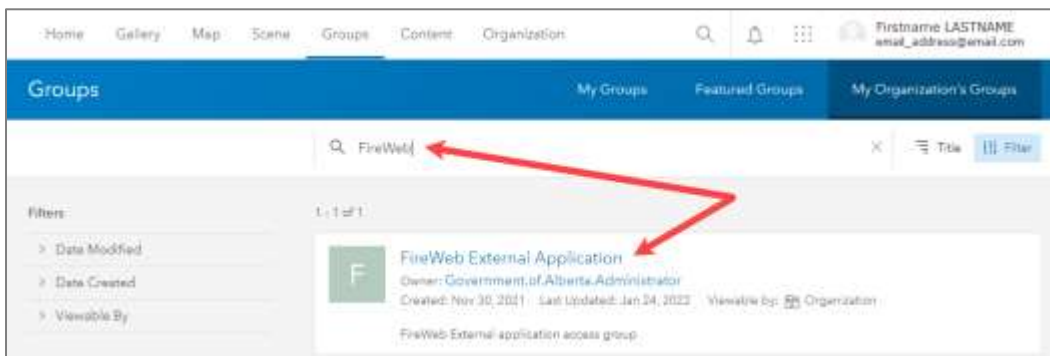 Home Gallery Map Scene Groups Content Organization Firstname LASTNAME
email_address@email.com
Groups My Groups Featured Groups My Organization's Groups
FireWeb Title Filter
Filters 1 - 1 of 1
Date Modified
Date Created
Viewable By
F
FireWeb External Application
Owner: Government.of.Alberta.Administrator
Created: Nov 30, 2021 Last Updated: Jan 24, 2022 Viewable by: Organization
FireWeb External application access group